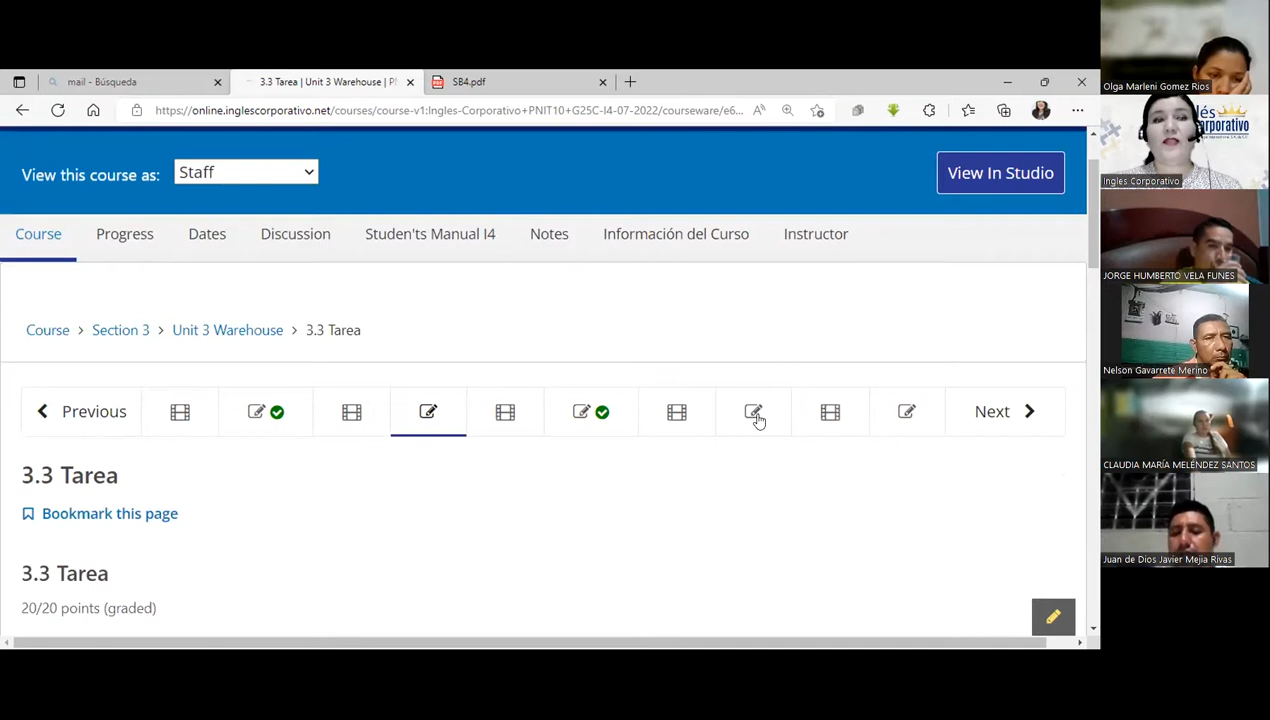 mail - Búsqueda
3.3 Tarea | Unit 3 Warehouse | PN
SB4.pdf
https://online.inglescorporativo.net/courses/course-v1:Ingles-Corporativo+PNIT10+G25C-I4-07-2022/courseware/e6...
View this course as:
Staff
View In Studio
Course
Progress
Dates
Discussion
Studen'ts Manual I4
Notes
Información del Curso
Instructor
Course > Section 3 > Unit 3 Warehouse > 3.3 Tarea
Previous
Next
3.3 Tarea
Bookmark this page
3.3 Tarea
20/20 points (graded)
Olga Marleni Gomez Rios
Ingles Corporativo
JORGE HUMBERTO VELA FUNES
Nelson Gavarrete Merino
CLAUDIA MARÍA MELÉNDEZ SANTOS
Juan de Dios Javier Mejia Rivas